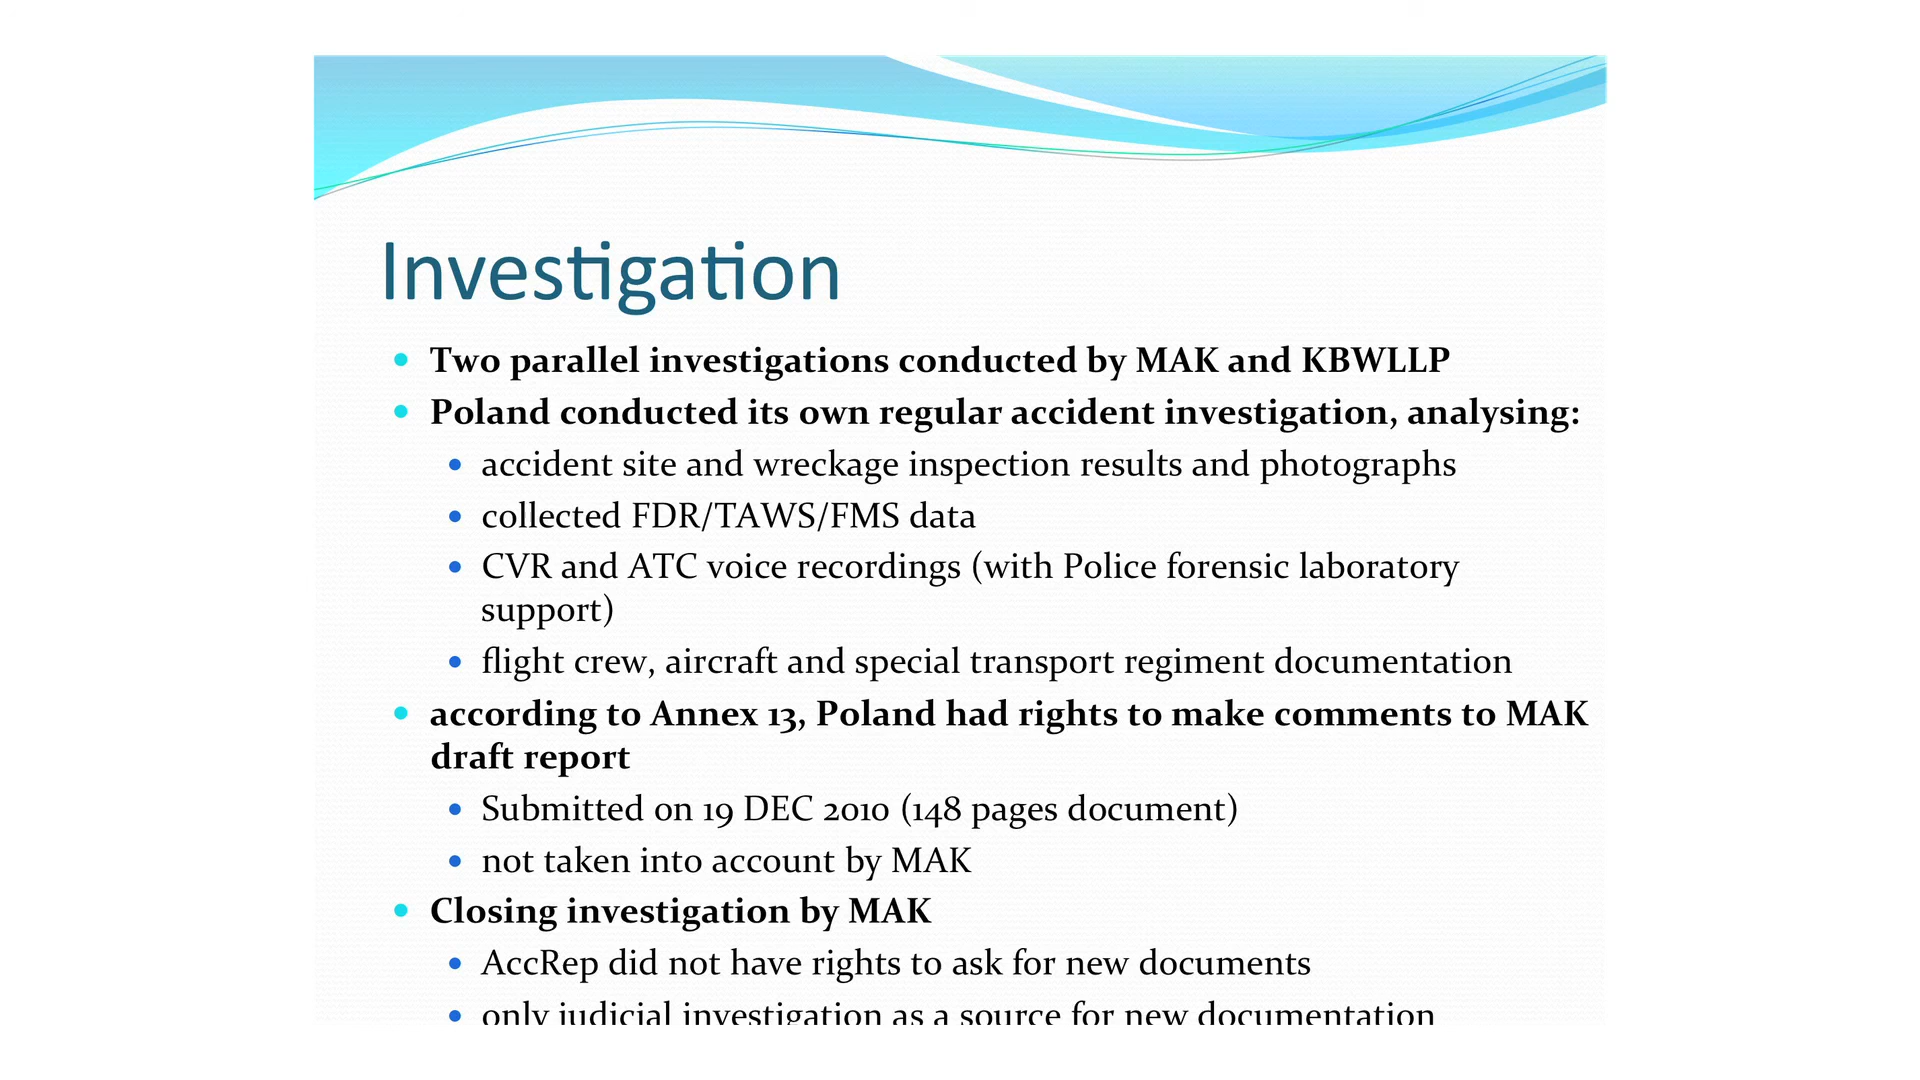 Investigation
Two parallel investigations conducted by MAK and KBWLLP
Poland conducted its own regular accident investigation, analysing:
accident site and wreckage inspection results and photographs
collected FDR/TAWS/FMS data
CVR and ATC voice recordings (with Police forensic laboratory
support)
flight crew, aircraft and special transport regiment documentation
according to Annex 13, Poland had rights to make comments to MAK
draft report
Submitted on 19 DEC 2010 (148 pages document)
not taken into account by MAK
Closing investigation by MAK
AccRep did not have rights to ask for new documents
only judicial investigation as a source for new documentation